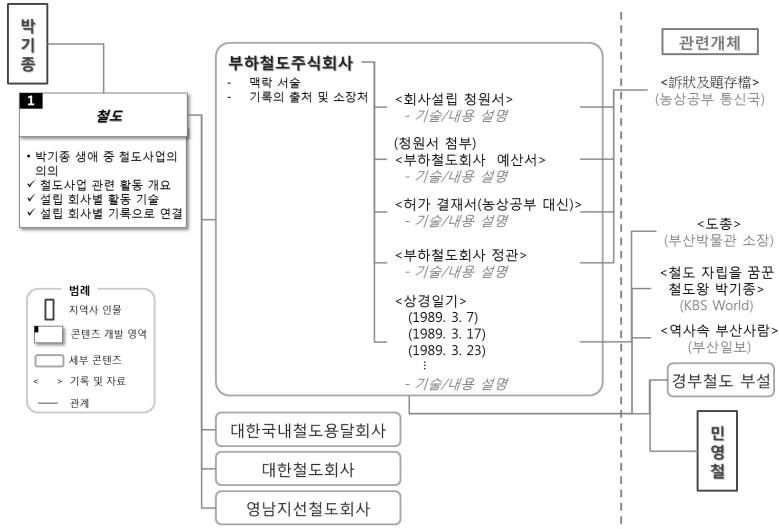 박
기
종
1
철도
• 박기종 생애 중 철도사업의
의의
✓ 철도사업 관련 활동 개요
✓ 설립 회사별 활동 기술
✓ 설립 회사별 기록으로 연결
범례
지역사 인물
콘텐츠 개발 영역
세부 콘텐츠
< > 기록 및 자료
관계
부하철도주식회사
- 맥락 서술
- 기록의 출처 및 소장처
<회사설립 청원서>
- 기술/내용 설명
(청원서 첨부)
<부하철도회사 예산서>
- 기술/내용 설명
<허가 결재서(농상공부 대신)>
- 기술/내용 설명
<부하철도회사 정관>
- 기술/내용 설명
<상경일기>
(1989. 3. 7)
(1989. 3. 17)
(1989. 3. 23)
⋮
- 기술/내용 설명
대한국내철도용달회사
대한철도회사
영남지선철도회사
관련개체
<訴狀及題存檔>
(농상공부 통신국)
<도총>
(부산박물관 소장)
<철도 자립을 꿈꾼
철도왕 박기종>
(KBS World)
<역사속 부산사람>
(부산일보)
경부철도 부설
민
영
철